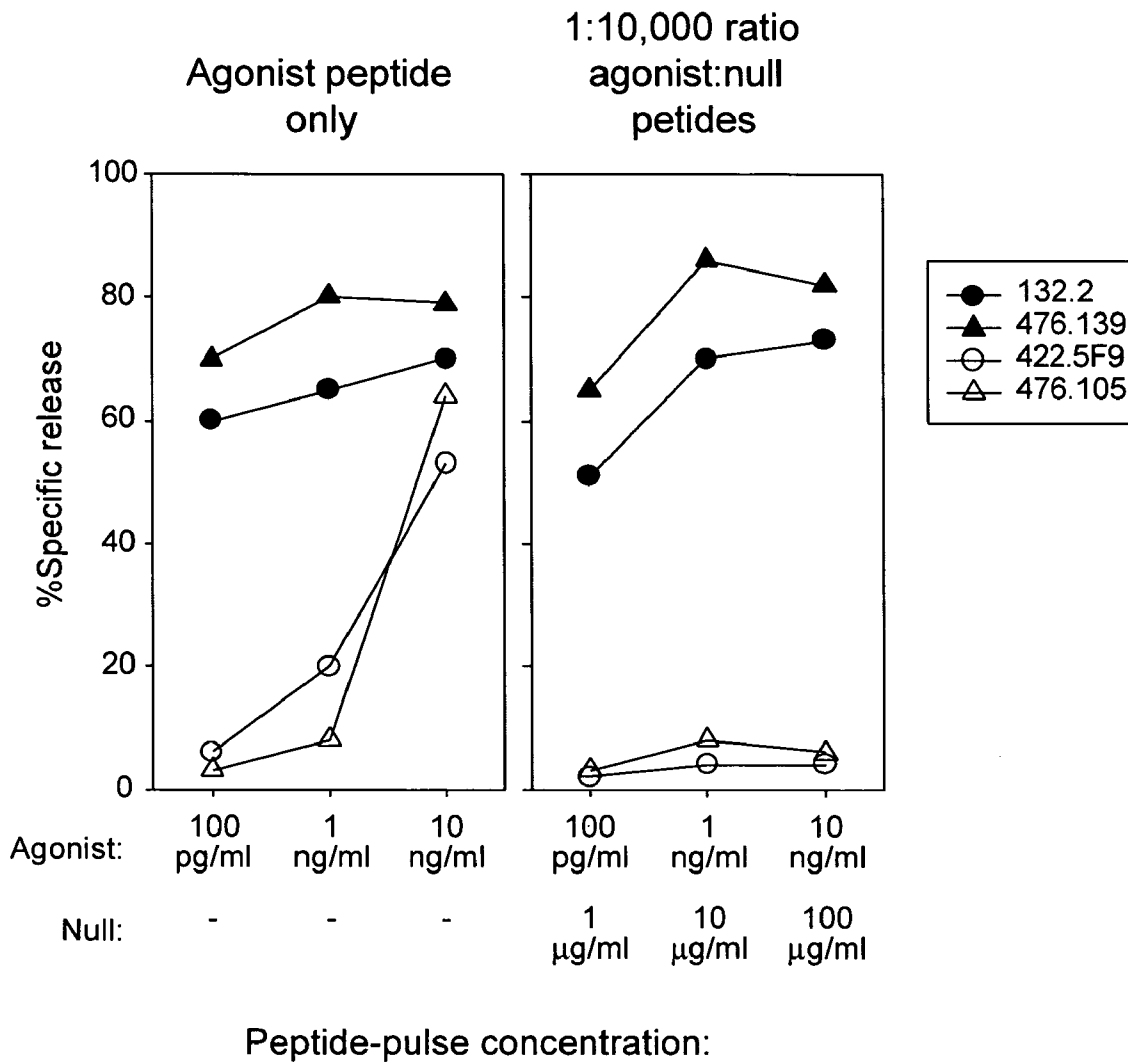 Agonist peptide
only
1:10,000 ratio
agonist:null
petides
%Specific release
100
80
60
40
20
0
132.2
476.139
422.5F9
476.105
Agonist:
100
pg/ml
1
ng/ml
10
ng/ml
100
pg/ml
1
ng/ml
10
ng/ml
Null:
-
-
-
1
μg/ml
10
μg/ml
100
μg/ml
Peptide-pulse concentration: